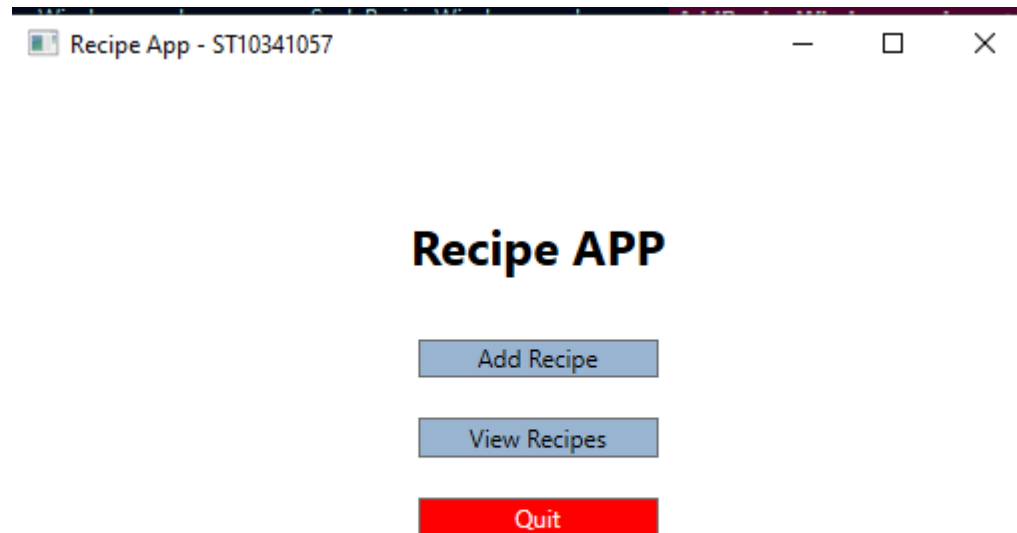 Recipe App - ST10341057
Recipe APP
Add Recipe
View Recipes
Quit